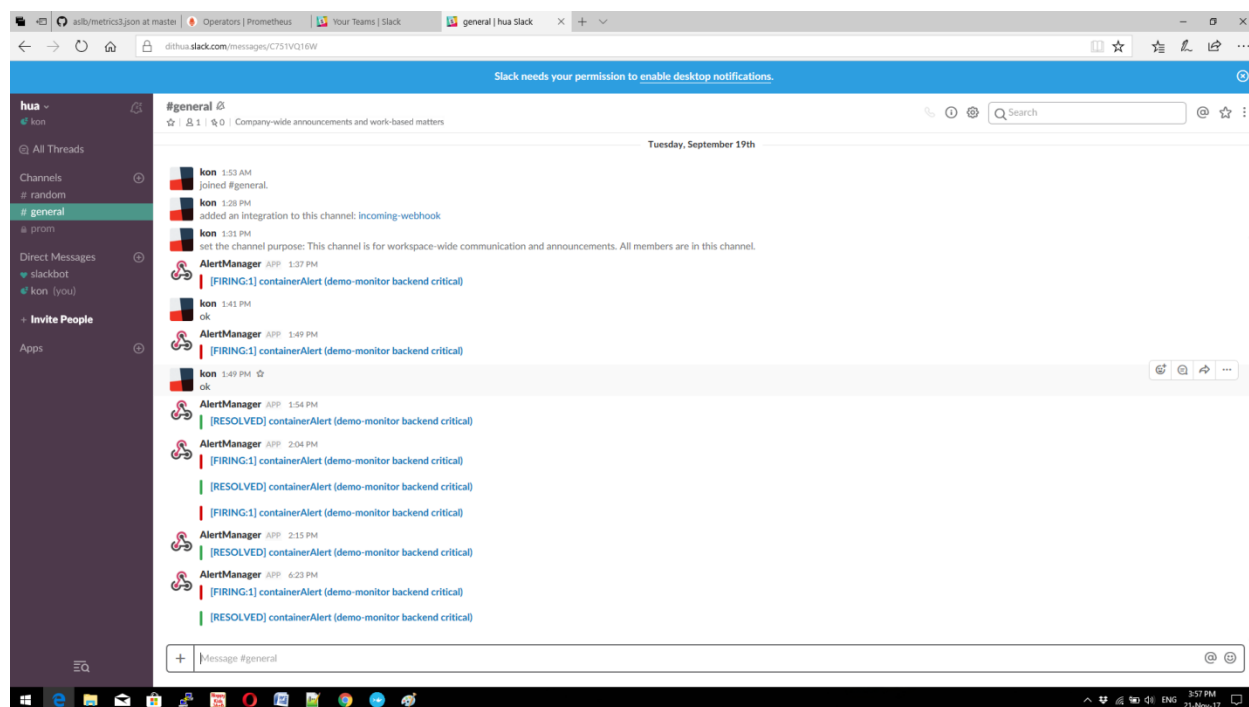 aslb/metrics3.json at master
Operators | Prometheus
Your Teams | Slack
general | hua Slack
dithua.slack.com/messages/C751VQ16W
Slack needs your permission to enable desktop notifications.
hua
kon
All Threads
Channels
# random
# general
prom
Direct Messages
slackbot
kon (you)
+ Invite People
Apps
#general
1 | 0 | Company-wide announcements and work-based matters
Search
Tuesday, September 19th
kon 1:53 AM
joined #general.
kon 1:28 PM
added an integration to this channel: incoming-webhook
kon 1:31 PM
set the channel purpose: This channel is for workspace-wide communication and announcements. All members are in this channel.
AlertManager APP 1:37 PM
[FIRING:1] containerAlert (demo-monitor backend critical)
kon 1:41 PM
ok
AlertManager APP 1:49 PM
[FIRING:1] containerAlert (demo-monitor backend critical)
kon 1:49 PM
ok
AlertManager APP 1:54 PM
[RESOLVED] containerAlert (demo-monitor backend critical)
AlertManager APP 2:04 PM
[FIRING:1] containerAlert (demo-monitor backend critical)
[RESOLVED] containerAlert (demo-monitor backend critical)
[FIRING:1] containerAlert (demo-monitor backend critical)
AlertManager APP 2:15 PM
[RESOLVED] containerAlert (demo-monitor backend critical)
AlertManager APP 6:23 PM
[FIRING:1] containerAlert (demo-monitor backend critical)
[RESOLVED] containerAlert (demo-monitor backend critical)
Message #general
ENG
3:57 PM
21-Nov-17